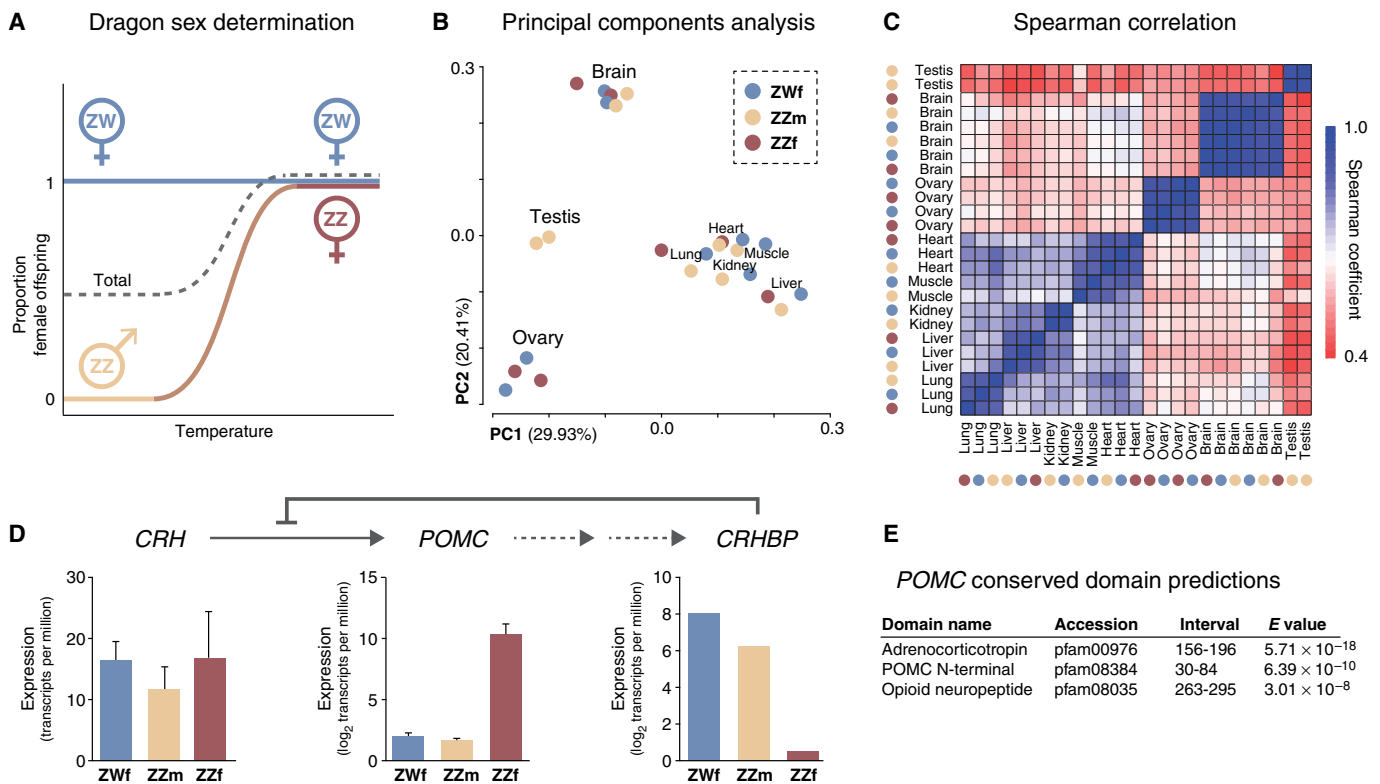 A Dragon sex determination
ZW
ZW
1
ZZ
Total
ZZ
0
Proportion
female offspring
Temperature
B Principal components analysis
0.3
Brain
ZWf
ZZm
ZZf
Testis
0.0
Heart
Lung
Muscle
Kidney
Liver
Ovary
PC2 (20.41%)
PC1 (29.93%)
0.0
0.3
C Spearman correlation
Testis
Testis
Brain
Brain
Brain
Brain
Brain
Brain
Ovary
Ovary
Ovary
Ovary
Heart
Heart
Heart
Muscle
Muscle
Kidney
Kidney
Liver
Liver
Liver
Lung
Lung
Lung
Lung
Lung
Lung
Liver
Liver
Liver
Kidney
Kidney
Muscle
Muscle
Heart
Heart
Heart
Ovary
Ovary
Ovary
Ovary
Brain
Brain
Brain
Brain
Brain
Brain
Testis
Testis
1.0
Spearman coefficient
0.4
D
CRH
POMC
CRHBP
Expression
(transcripts per million)
30
20
10
0
ZWf ZZm ZZf
Expression
(log2 transcripts per million)
15
10
5
0
ZWf ZZm ZZf
Expression
(log2 transcripts per million)
10
8
6
4
2
0
ZWf ZZm ZZf
E
POMC conserved domain predictions
Domain name Accession Interval E value
Adrenocorticotropin pfam00976 156-196 5.71 × 10⁻¹⁸
POMC N-terminal pfam08384 30-84 6.39 × 10⁻¹⁰
Opioid neuropeptide pfam08035 263-295 3.01 × 10⁻⁸